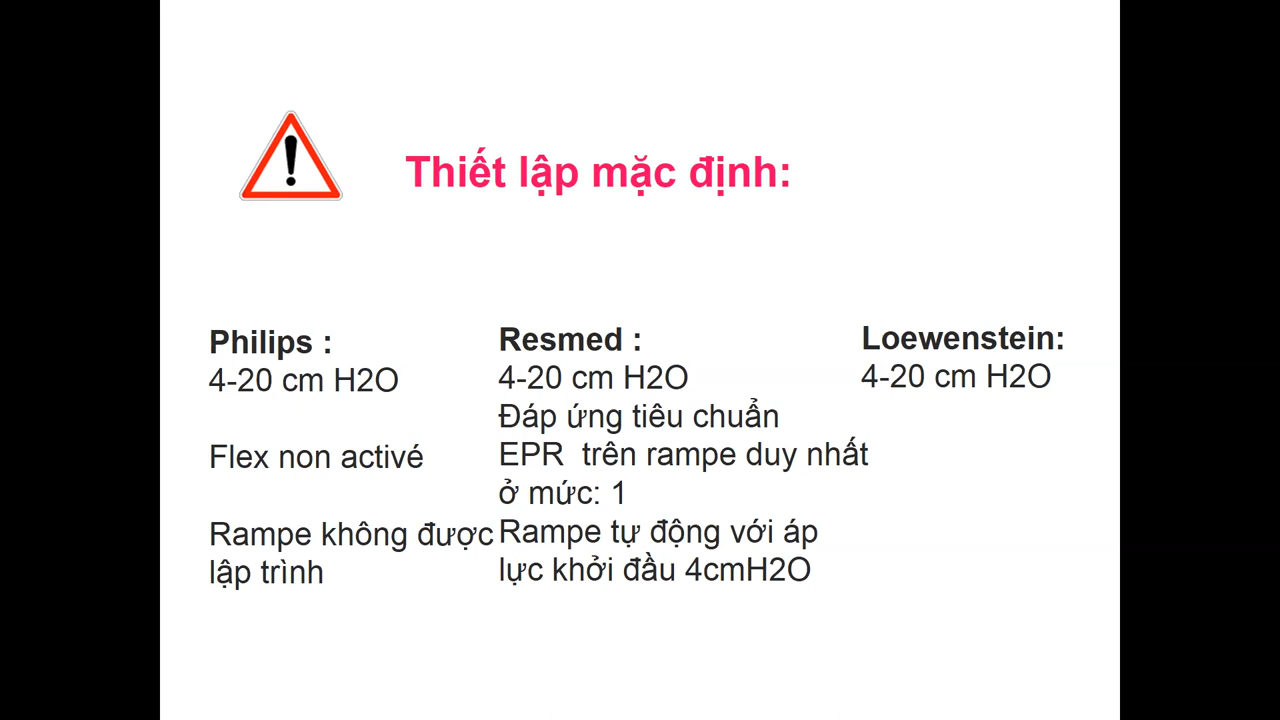 Thiết lập mặc định:
Philips :
4-20 cm H2O
Flex non activé
Rampe không được
lập trình
Resmed :
4-20 cm H2O
Đáp ứng tiêu chuẩn
EPR  trên rampe duy nhất
ở mức: 1
Rampe tự động với áp
lực khởi đầu 4cmH2O
Loewenstein:
4-20 cm H2O